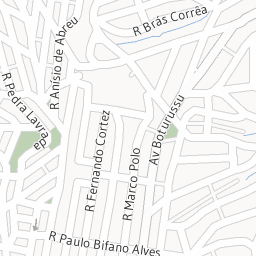 R Brás Corrêa
R Anísio de Abreu
R Pedra Lavrada
R Fernando Cortez
R Marco Polo
Av Boturussu
R Paulo Bifano Alves